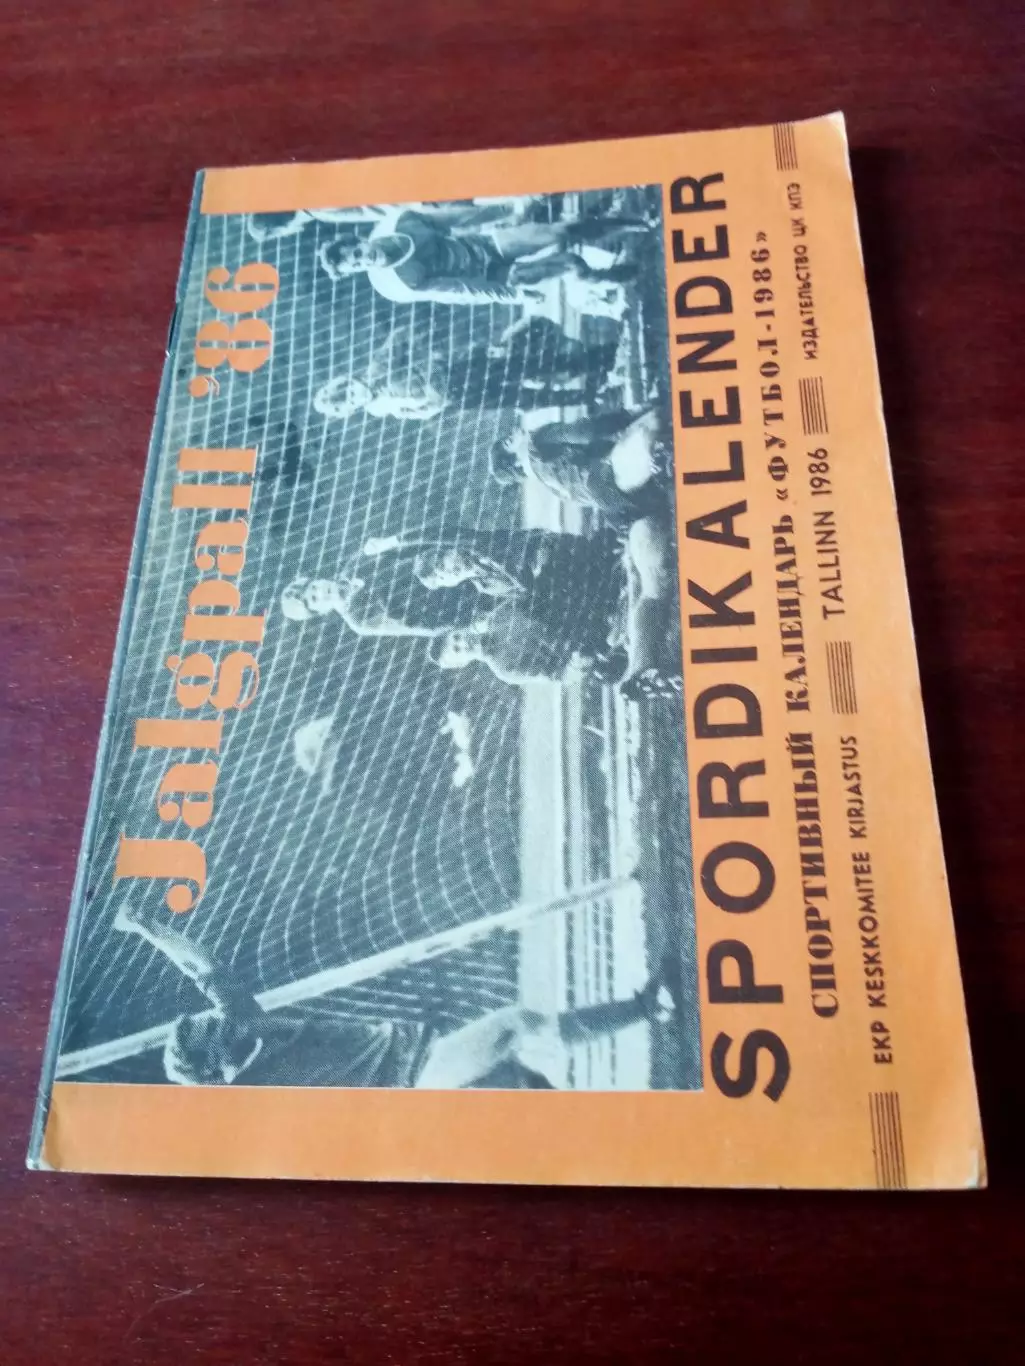 Jalgpall '86
SPORDIKALENDER
СПОРТИВНЫЙ КАЛЕНДАРЬ «ФУТБОЛ-1986»
EKP KESKKOMITEE KIRJASTUS TALLINN 1986 ИЗДАТЕЛЬСТВО ЦК КПЭ